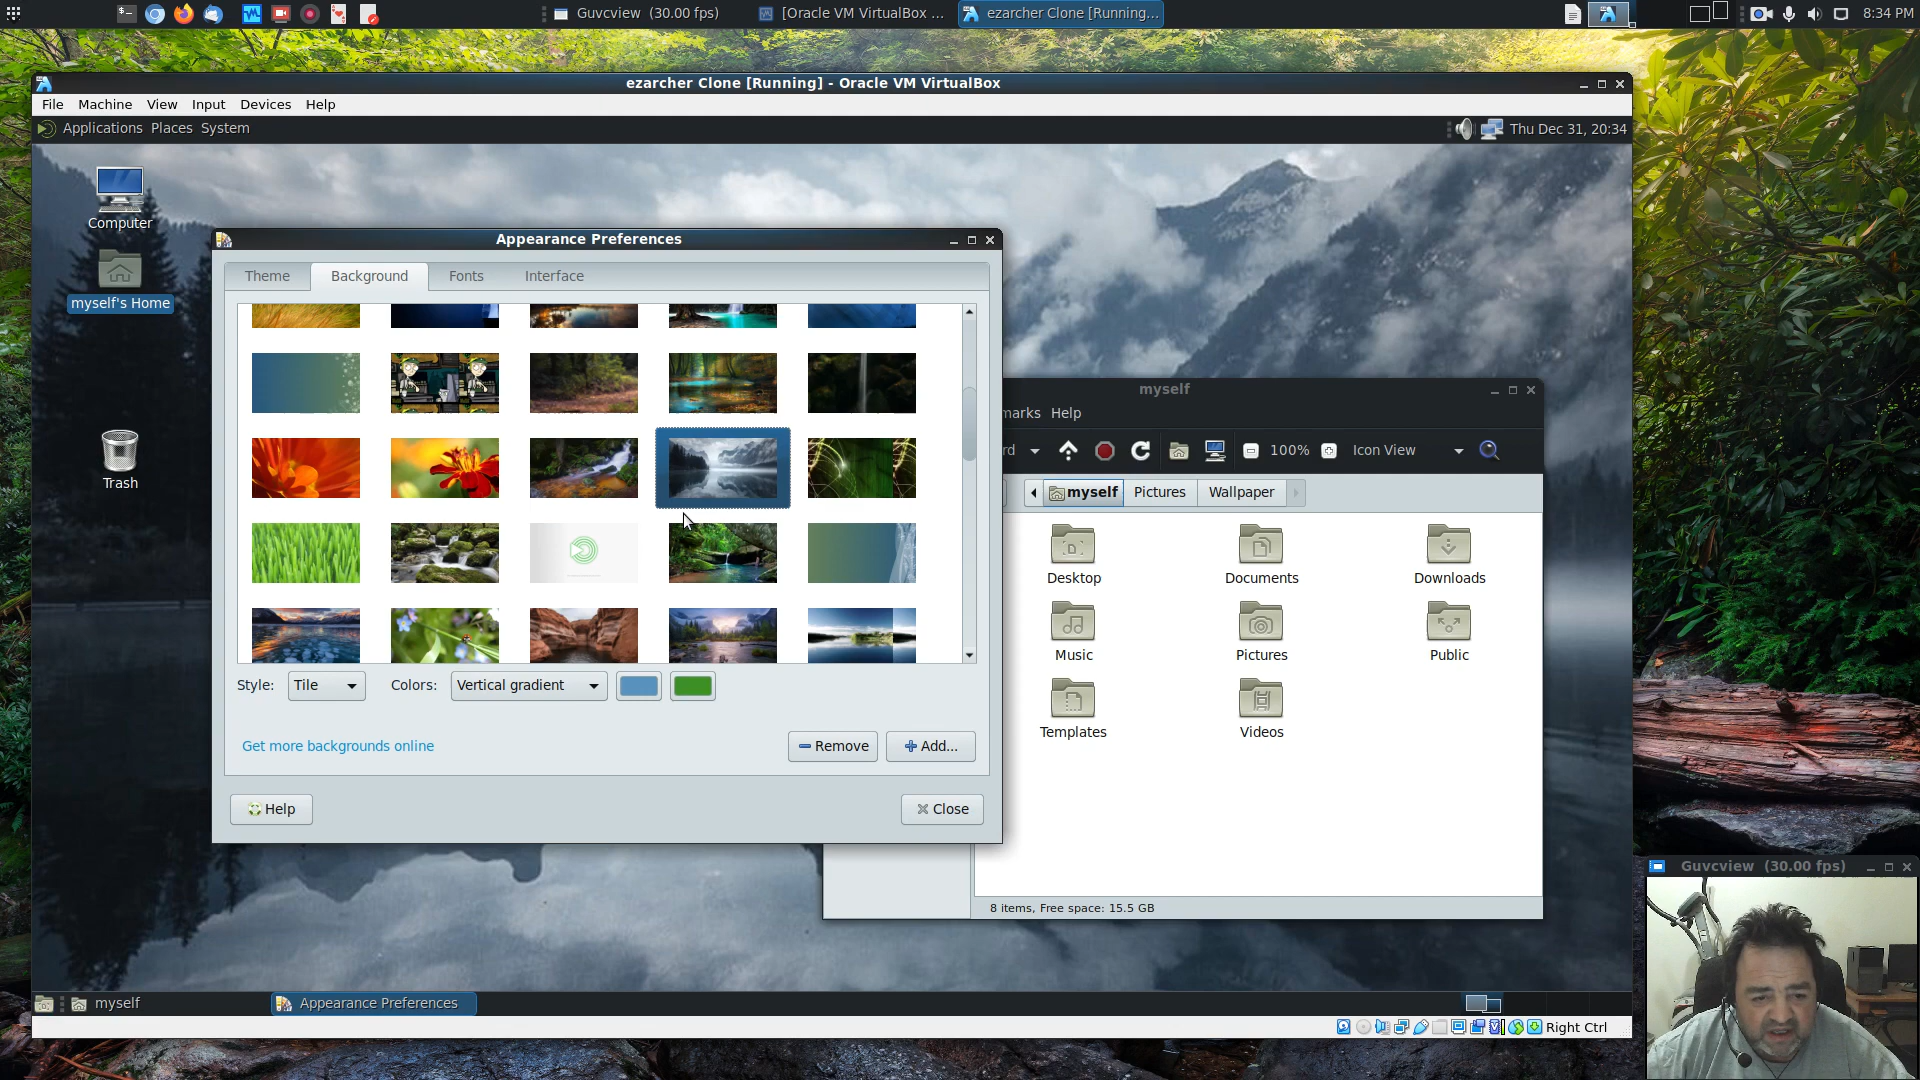 Guvcview (30.00 fps)
[Oracle VM VirtualBox ...
ezarcher Clone [Running...
8:34 PM
ezarcher Clone [Running] - Oracle VM VirtualBox
File Machine View Input Devices Help
Applications Places System
Thu Dec 31, 20:34
Computer
myself's Home
Trash
Appearance Preferences
Theme Background Fonts Interface
Style: Tile Colors: Vertical gradient
Get more backgrounds online
Remove Add...
Help Close
myself
marks Help
rd 100% Icon View
myself Pictures Wallpaper
Desktop Documents Downloads
Music Pictures Public
Templates Videos
8 items, Free space: 15.5 GB
Guvcview (30.00 fps)
myself
Appearance Preferences
Right Ctrl